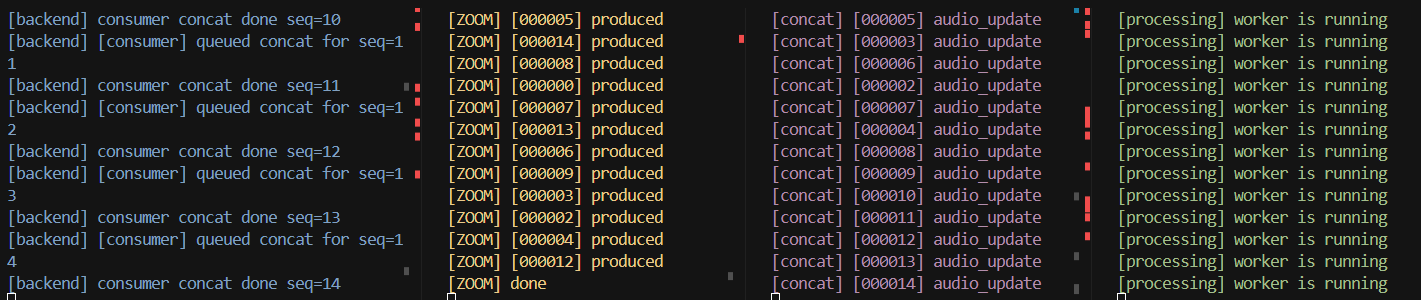 [backend] consumer concat done seq=10
[backend] [consumer] queued concat for seq=1
1
[backend] consumer concat done seq=11
[backend] [consumer] queued concat for seq=1
2
[backend] consumer concat done seq=12
[backend] [consumer] queued concat for seq=1
3
[backend] consumer concat done seq=13
[backend] [consumer] queued concat for seq=1
4
[backend] consumer concat done seq=14
[ZOOM] [000005] produced
[ZOOM] [000014] produced
[ZOOM] [000008] produced
[ZOOM] [000000] produced
[ZOOM] [000007] produced
[ZOOM] [000013] produced
[ZOOM] [000006] produced
[ZOOM] [000009] produced
[ZOOM] [000003] produced
[ZOOM] [000002] produced
[ZOOM] [000004] produced
[ZOOM] [000012] produced
[ZOOM] done
[concat] [000005] audio_update
[concat] [000003] audio_update
[concat] [000006] audio_update
[concat] [000002] audio_update
[concat] [000007] audio_update
[concat] [000004] audio_update
[concat] [000008] audio_update
[concat] [000009] audio_update
[concat] [000010] audio_update
[concat] [000011] audio_update
[concat] [000012] audio_update
[concat] [000013] audio_update
[concat] [000014] audio_update
[processing] worker is running
[processing] worker is running
[processing] worker is running
[processing] worker is running
[processing] worker is running
[processing] worker is running
[processing] worker is running
[processing] worker is running
[processing] worker is running
[processing] worker is running
[processing] worker is running
[processing] worker is running
[processing] worker is running